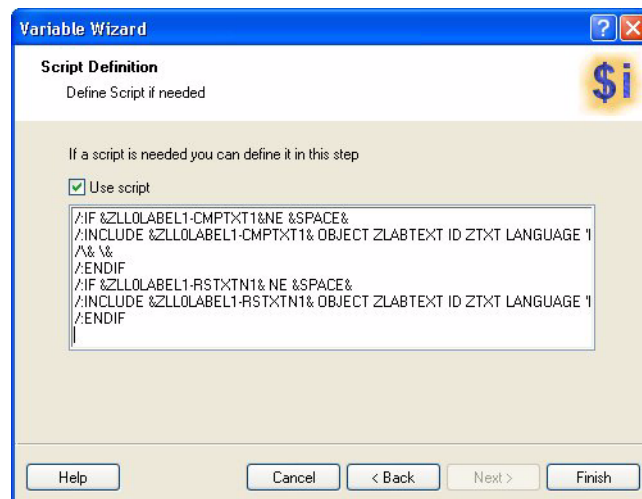 Variable Wizard
Script Definition
Define Script if needed
$i
If a script is needed you can define it in this step
Use script
/:IF &ZLL0LABEL1-CMPTXT1&NE &SPACE&
/:INCLUDE &ZLL0LABEL1-CMPTXT1& OBJECT ZLABTEXT ID ZTXT LANGUAGE
/\& \&
/:ENDIF
/:IF &ZLL0LABEL1-RSTXTN1& NE &SPACE&
/:INCLUDE &ZLL0LABEL1-RSTXTN1& OBJECT ZLABTEXT ID ZTXT LANGUAGE
/:ENDIF
Help Cancel < Back Next > Finish